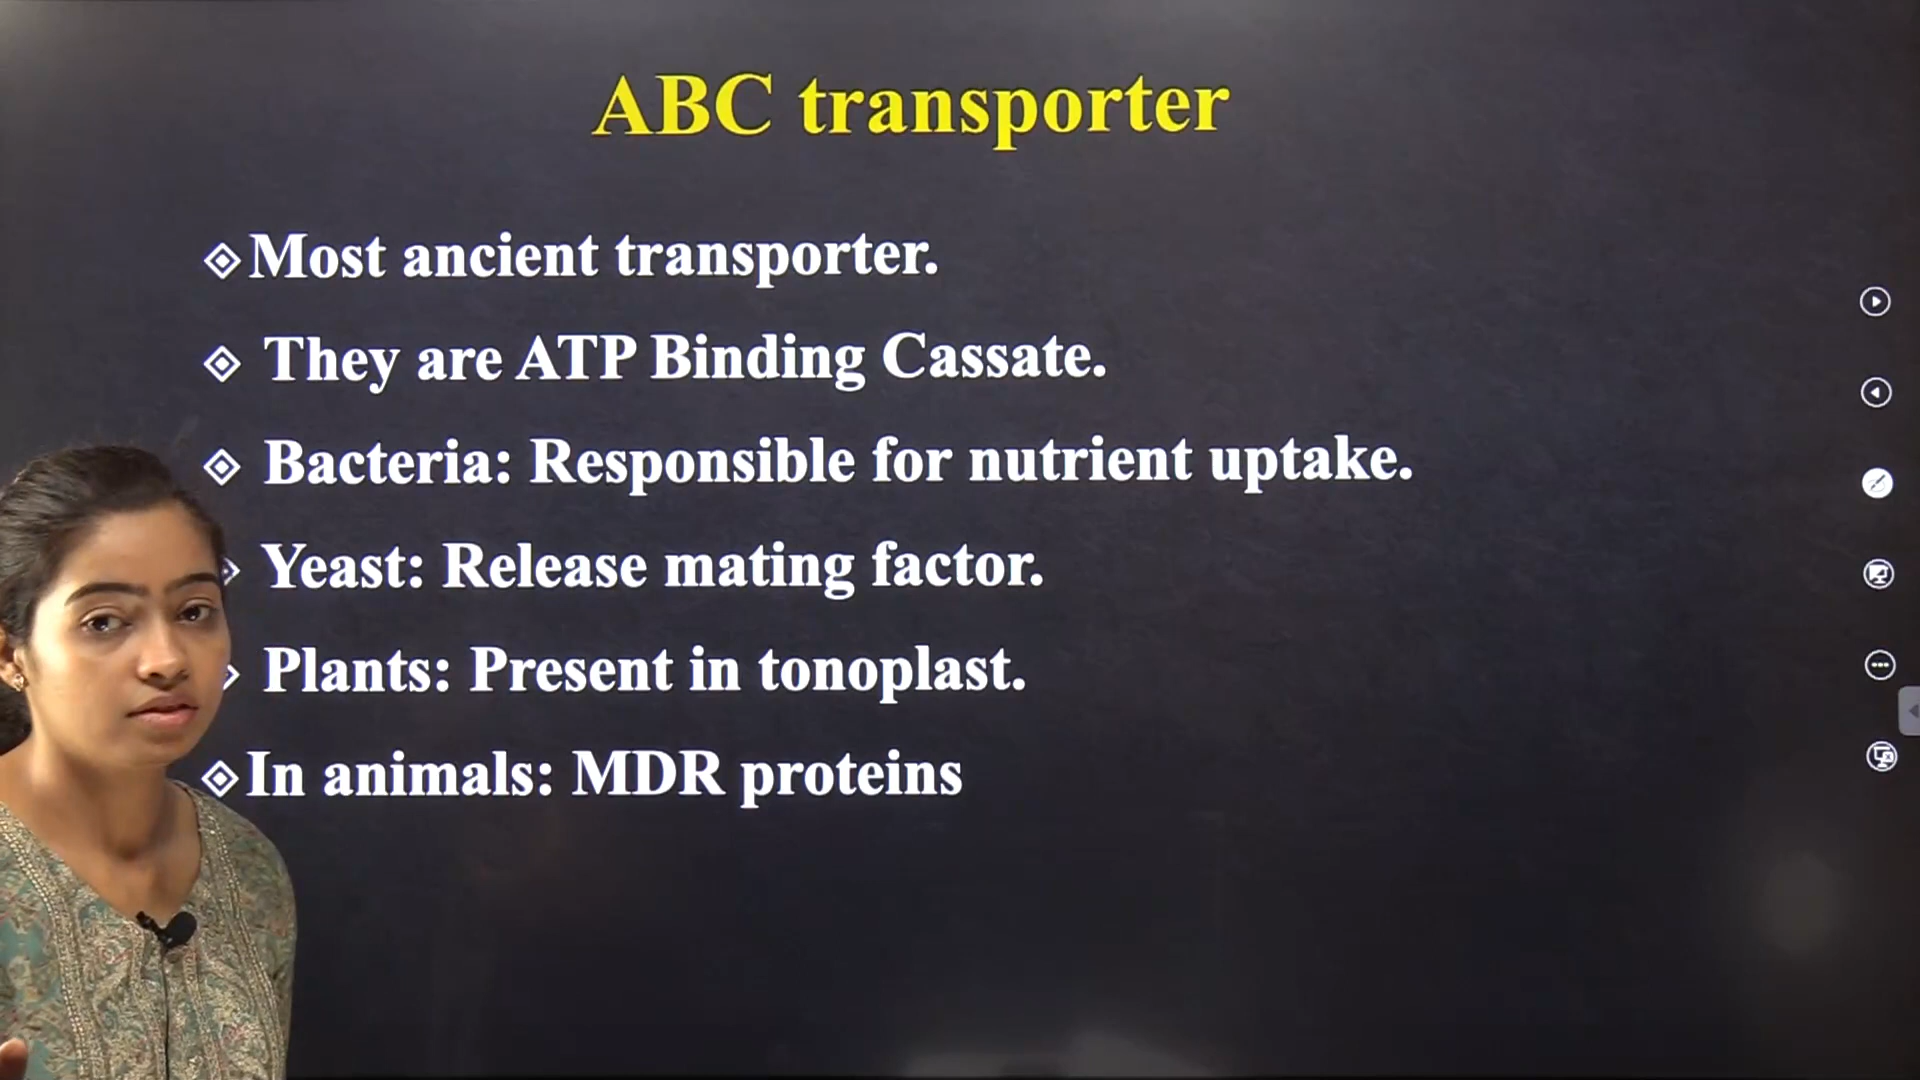 ABC transporter
Most ancient transporter.
They are ATP Binding Cassate.
Bacteria: Responsible for nutrient uptake.
Yeast: Release mating factor.
Plants: Present in tonoplast.
In animals: MDR proteins